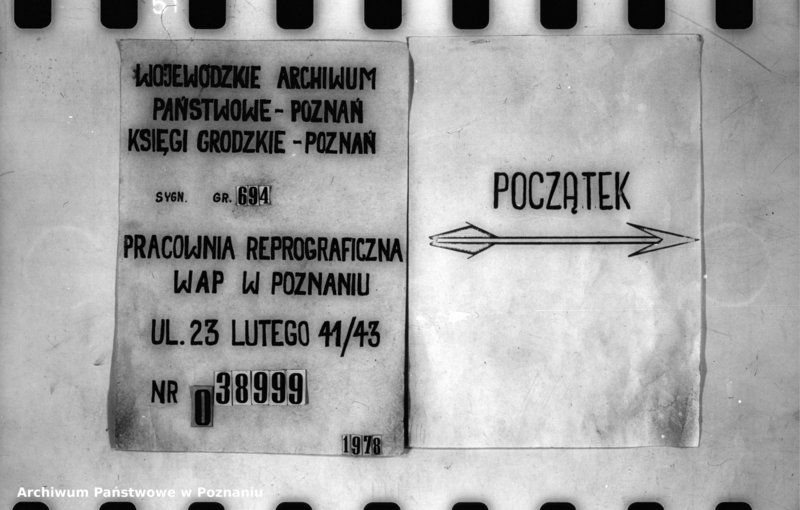 WOJEWÓDZKIE ARCHIWUM
PAŃSTWOWE - POZNAŃ
KSIĘGI GRODZKIE - POZNAŃ
SYGN. GR. 694
PRACOWNIA REPROGRAFICZNA
WAP W POZNANIU
UL. 23 LUTEGO 41/43
NR 038999
1978
POCZĄTEK
Archiwum Państwowe w Poznaniu